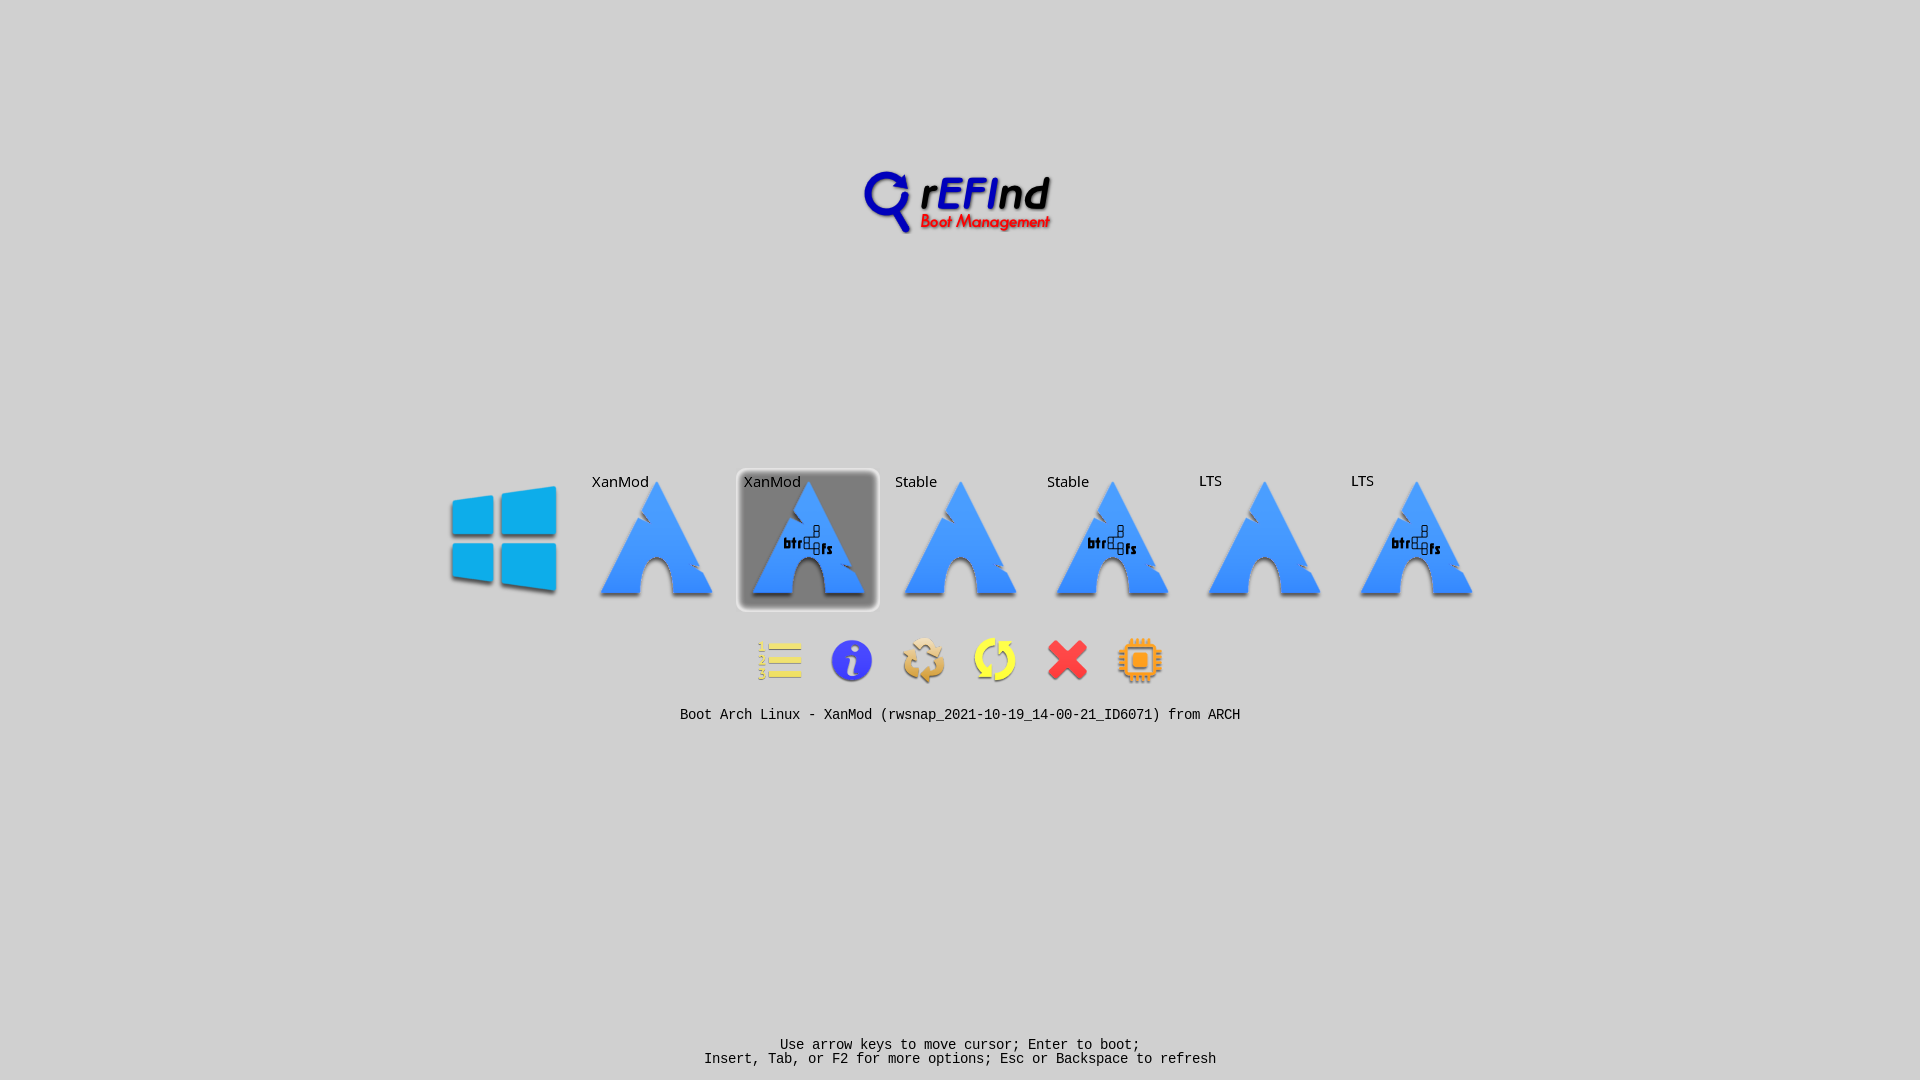 rEFInd
Boot Management
XanMod
XanMod
Stable
Stable
LTS
LTS
btrfs
btrfs
btrfs
1
2
3
i
Boot Arch Linux - XanMod (rwsnap_2021-10-19_14-00-21_ID6071) from ARCH
Use arrow keys to move cursor; Enter to boot;
Insert, Tab, or F2 for more options; Esc or Backspace to refresh